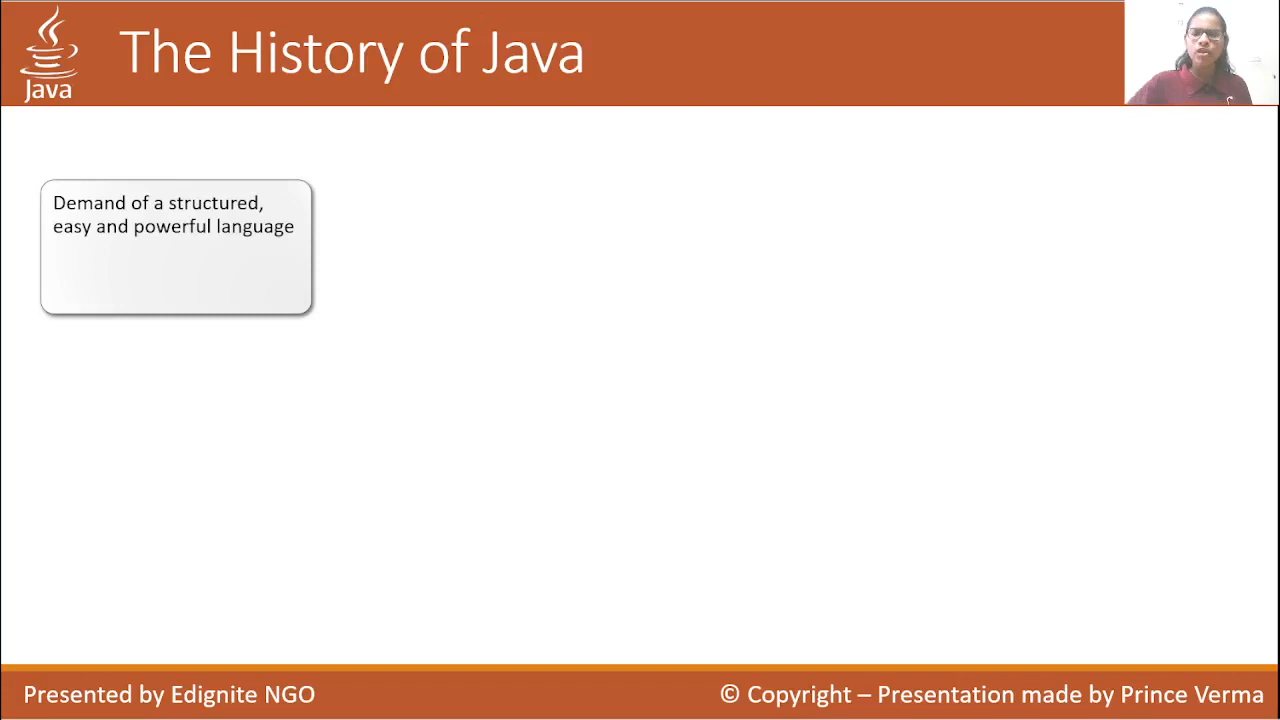 Java
The History of Java
Demand of a structured,
easy and powerful language
Presented by Edignite NGO
© Copyright – Presentation made by Prince Verma